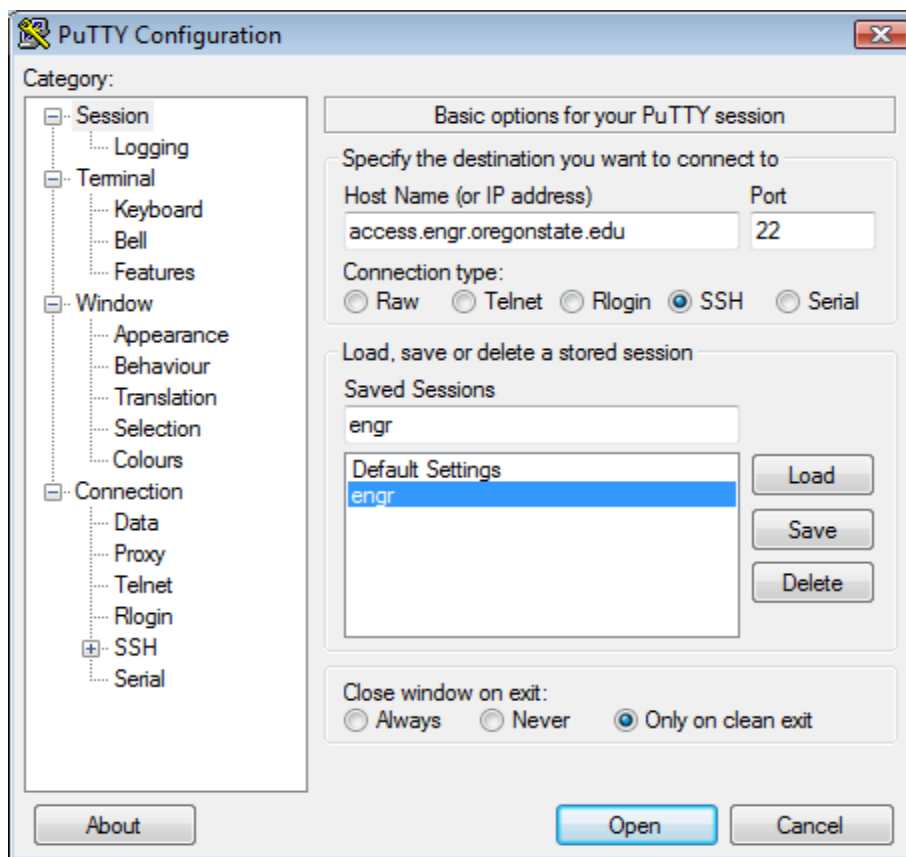 PuTTY Configuration
Category:
Session
Logging
Terminal
Keyboard
Bell
Features
Window
Appearance
Behaviour
Translation
Selection
Colours
Connection
Data
Proxy
Telnet
Rlogin
SSH
Serial
Basic options for your PuTTY session
Specify the destination you want to connect to
Host Name (or IP address) Port
access.engr.oregonstate.edu 22
Connection type:
Raw Telnet Rlogin SSH Serial
Load, save or delete a stored session
Saved Sessions
engr
Default Settings
engr
Load
Save
Delete
Close window on exit:
Always Never Only on clean exit
About Open Cancel